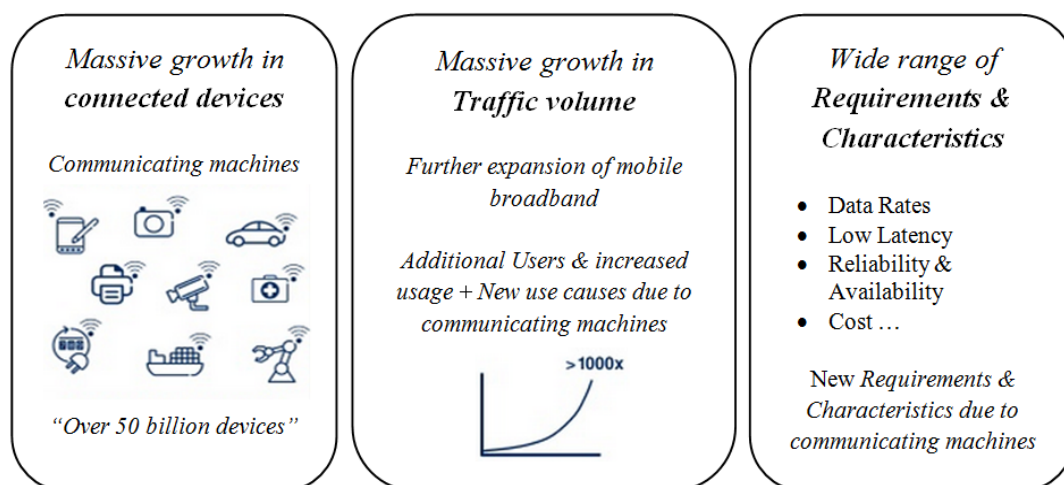 Massive growth in
connected devices
Communicating machines
“Over 50 billion devices”
Massive growth in
Traffic volume
Further expansion of mobile
broadband
Additional Users & increased
usage + New use causes due to
communicating machines
>1000x
Wide range of
Requirements &
Characteristics
• Data Rates
• Low Latency
• Reliability &
Availability
• Cost ...
New Requirements &
Characteristics due to
communicating machines